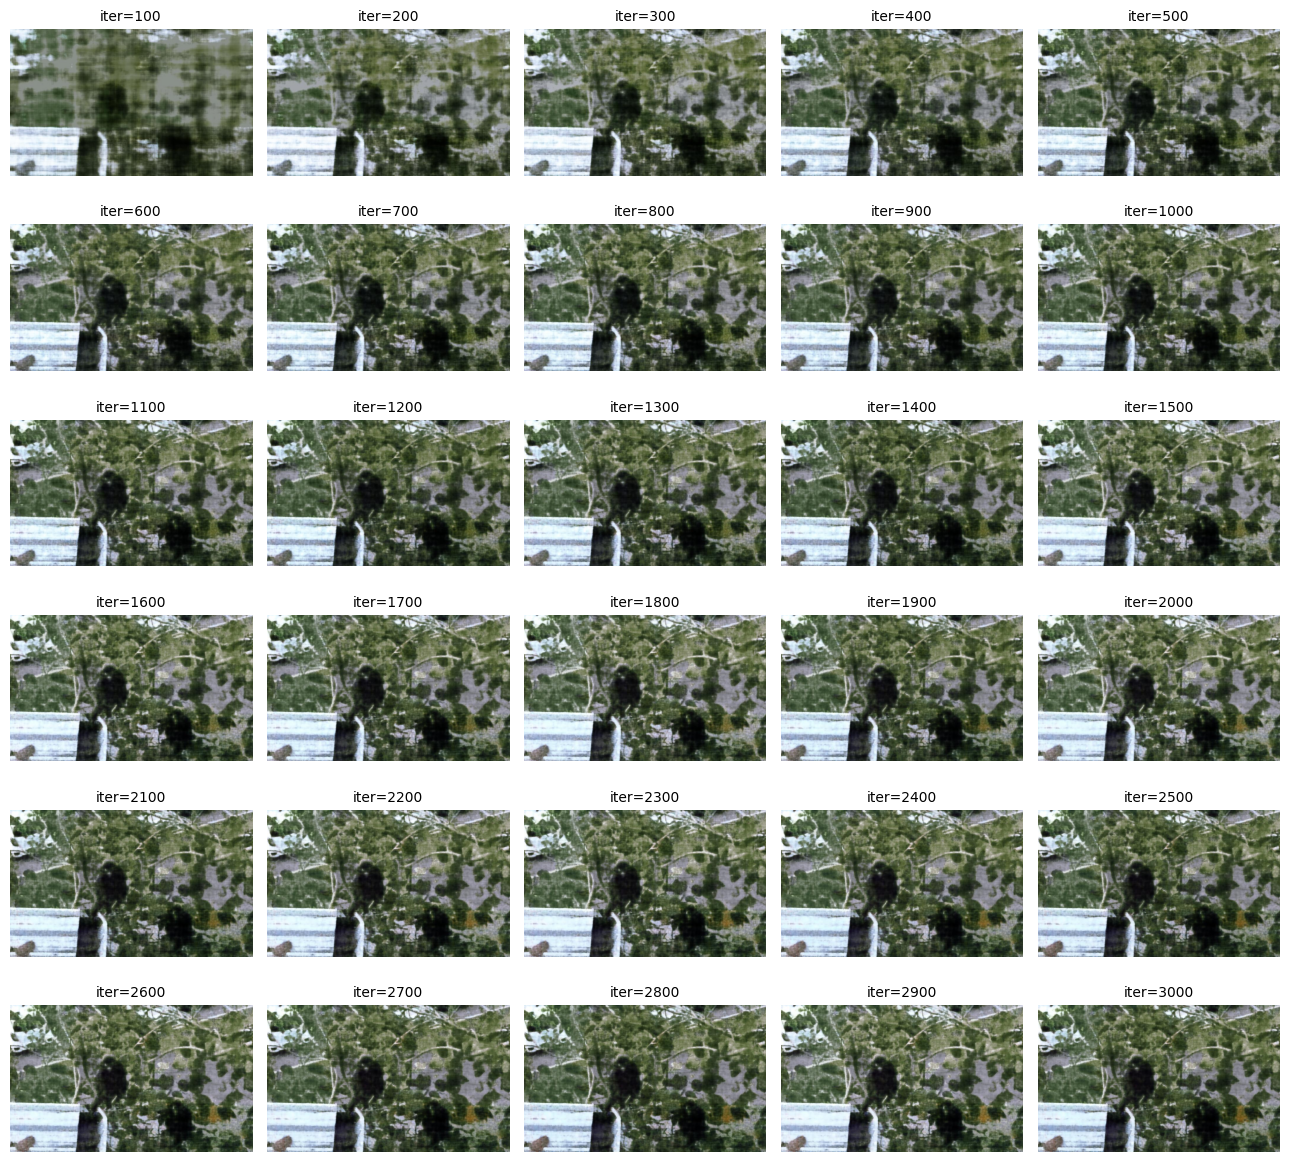 iter=100 iter=200 iter=300 iter=400 iter=500
iter=600 iter=700 iter=800 iter=900 iter=1000
iter=1100 iter=1200 iter=1300 iter=1400 iter=1500
iter=1600 iter=1700 iter=1800 iter=1900 iter=2000
iter=2100 iter=2200 iter=2300 iter=2400 iter=2500
iter=2600 iter=2700 iter=2800 iter=2900 iter=3000